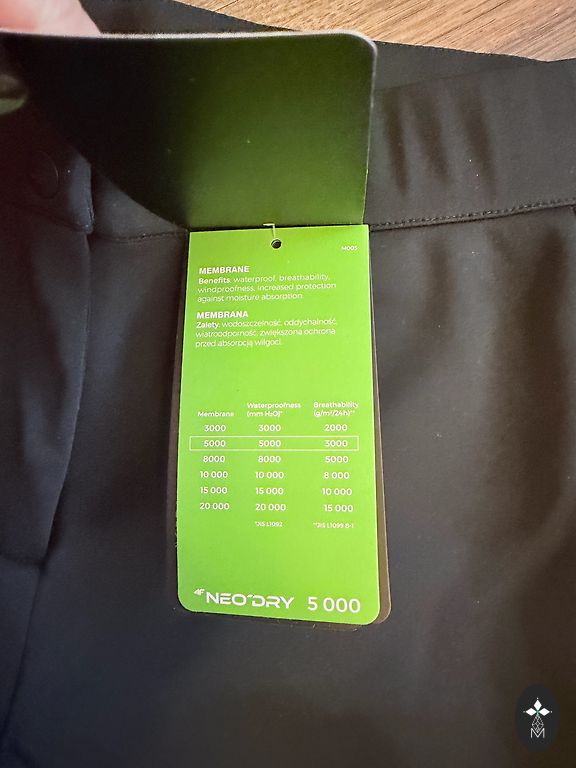 M005
MEMBRANE
Benefits: waterproof, breathability,
windproofness, increased protection
against moisture absorption.
MEMBRANA
Zalety: wodoszczelność, oddychalność,
wiatroodporność, zwiększona ochrona
przed absorpcją wilgoci.
Membrane Waterproofness (mm H₂O)* Breathability (g/m²/24h)**
3000 3000 2000
5000 5000 3000
8000 8000 5000
10 000 10 000 8 000
15 000 15 000 10 000
20 000 20 000 15 000
*JIS L1092 **JIS L1099 B-1
4F NEO*DRY 5 000
M